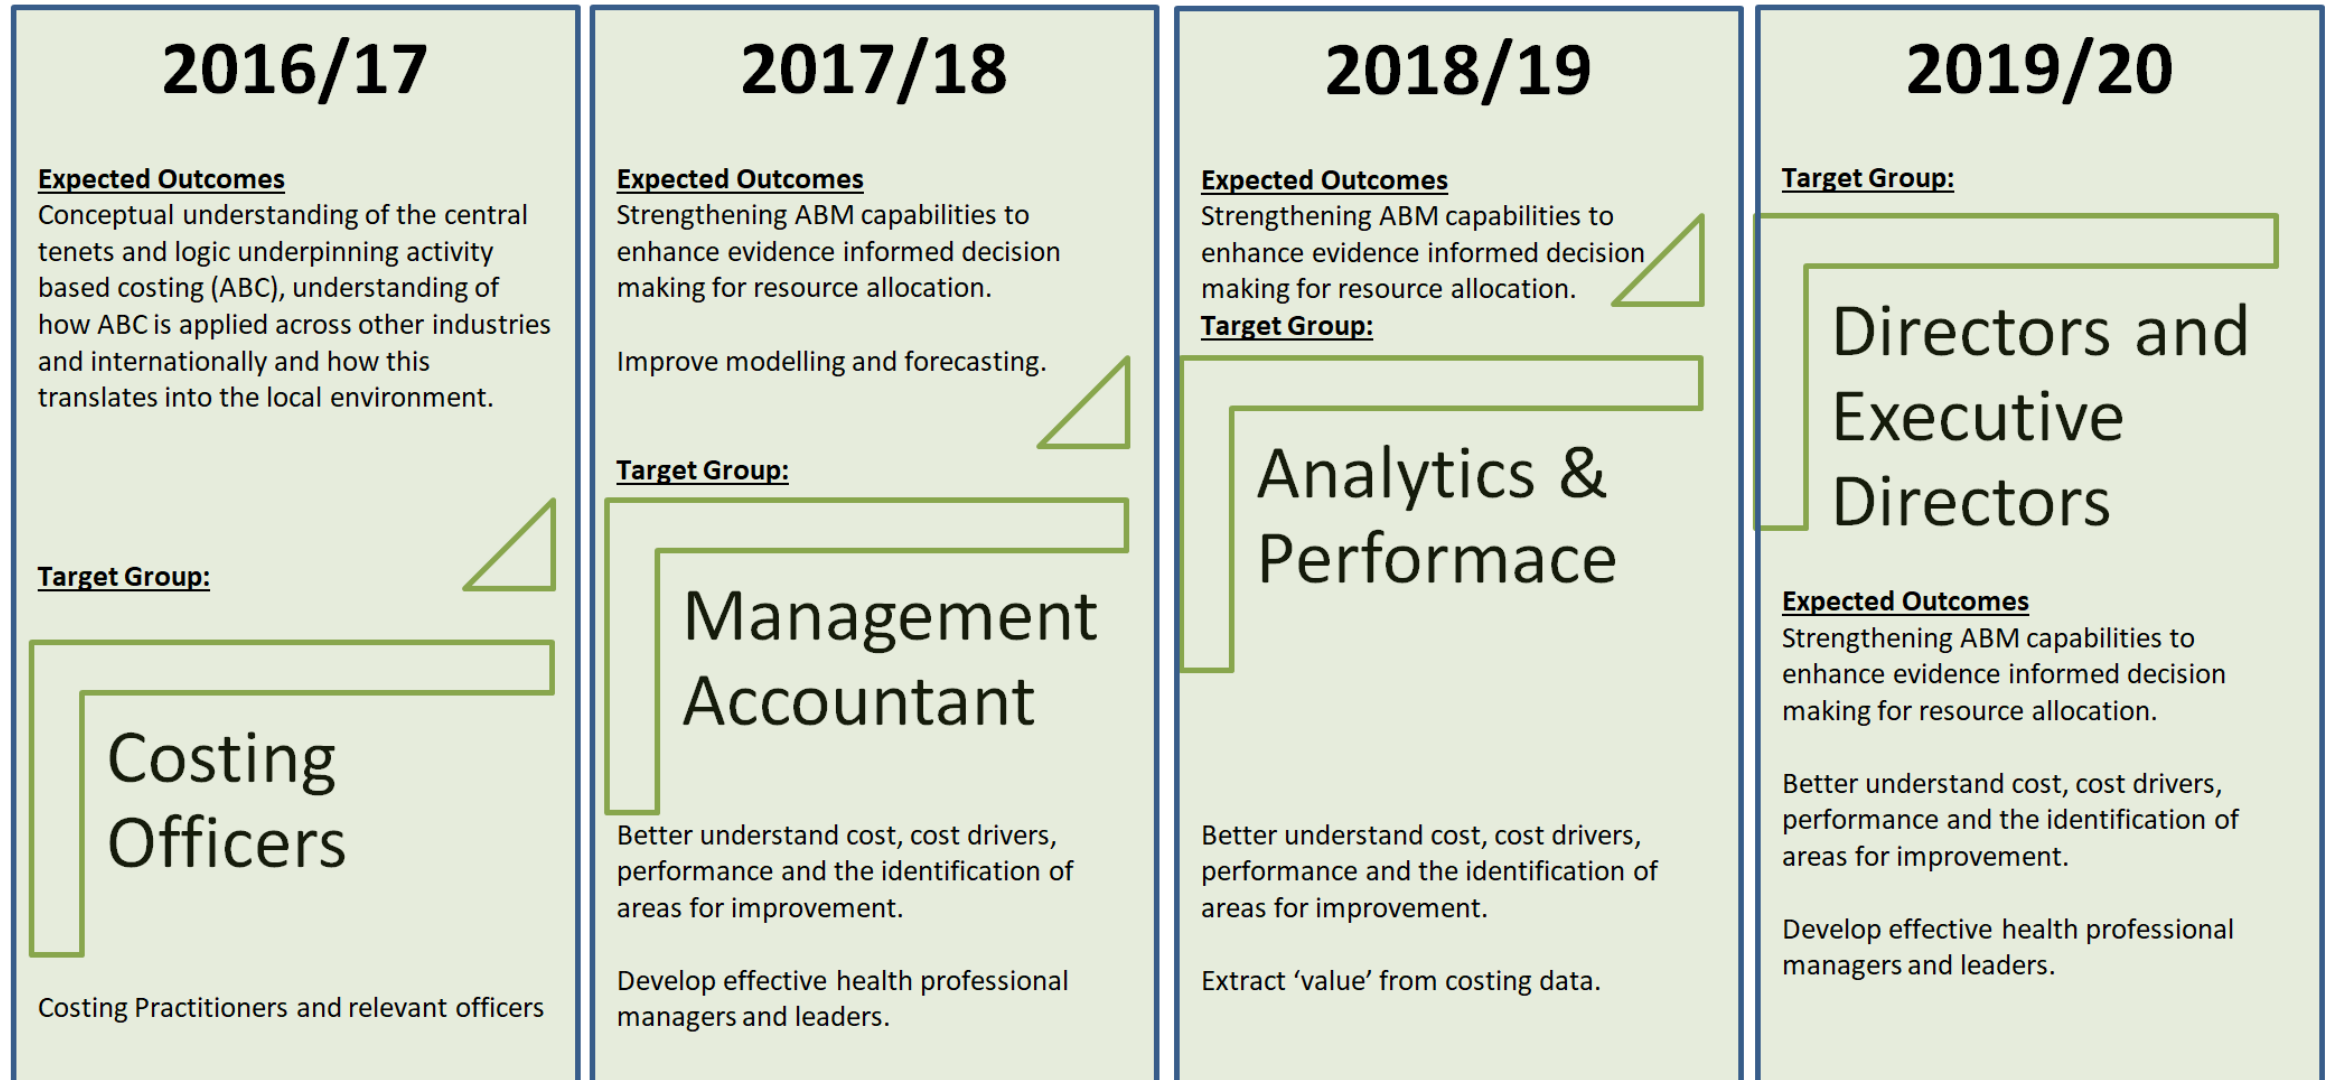 2016/17
Expected Outcomes
Conceptual understanding of the central
tenets and logic underpinning activity
based costing (ABC), understanding of
how ABC is applied across other industries
and internationally and how this
translates into the local environment.
Target Group:
Costing
Officers
Costing Practitioners and relevant officers
2017/18
Expected Outcomes
Strengthening ABM capabilities to
enhance evidence informed decision
making for resource allocation.
Improve modelling and forecasting.
Target Group:
Management
Accountant
Better understand cost, cost drivers,
performance and the identification of
areas for improvement.
Develop effective health professional
managers and leaders.
2018/19
Expected Outcomes
Strengthening ABM capabilities to
enhance evidence informed decision
making for resource allocation.
Target Group:
Analytics &
Performace
Better understand cost, cost drivers,
performance and the identification of
areas for improvement.
Extract ‘value’ from costing data.
2019/20
Target Group:
Directors and
Executive
Directors
Expected Outcomes
Strengthening ABM capabilities to
enhance evidence informed decision
making for resource allocation.
Better understand cost, cost drivers,
performance and the identification of
areas for improvement.
Develop effective health professional
managers and leaders.